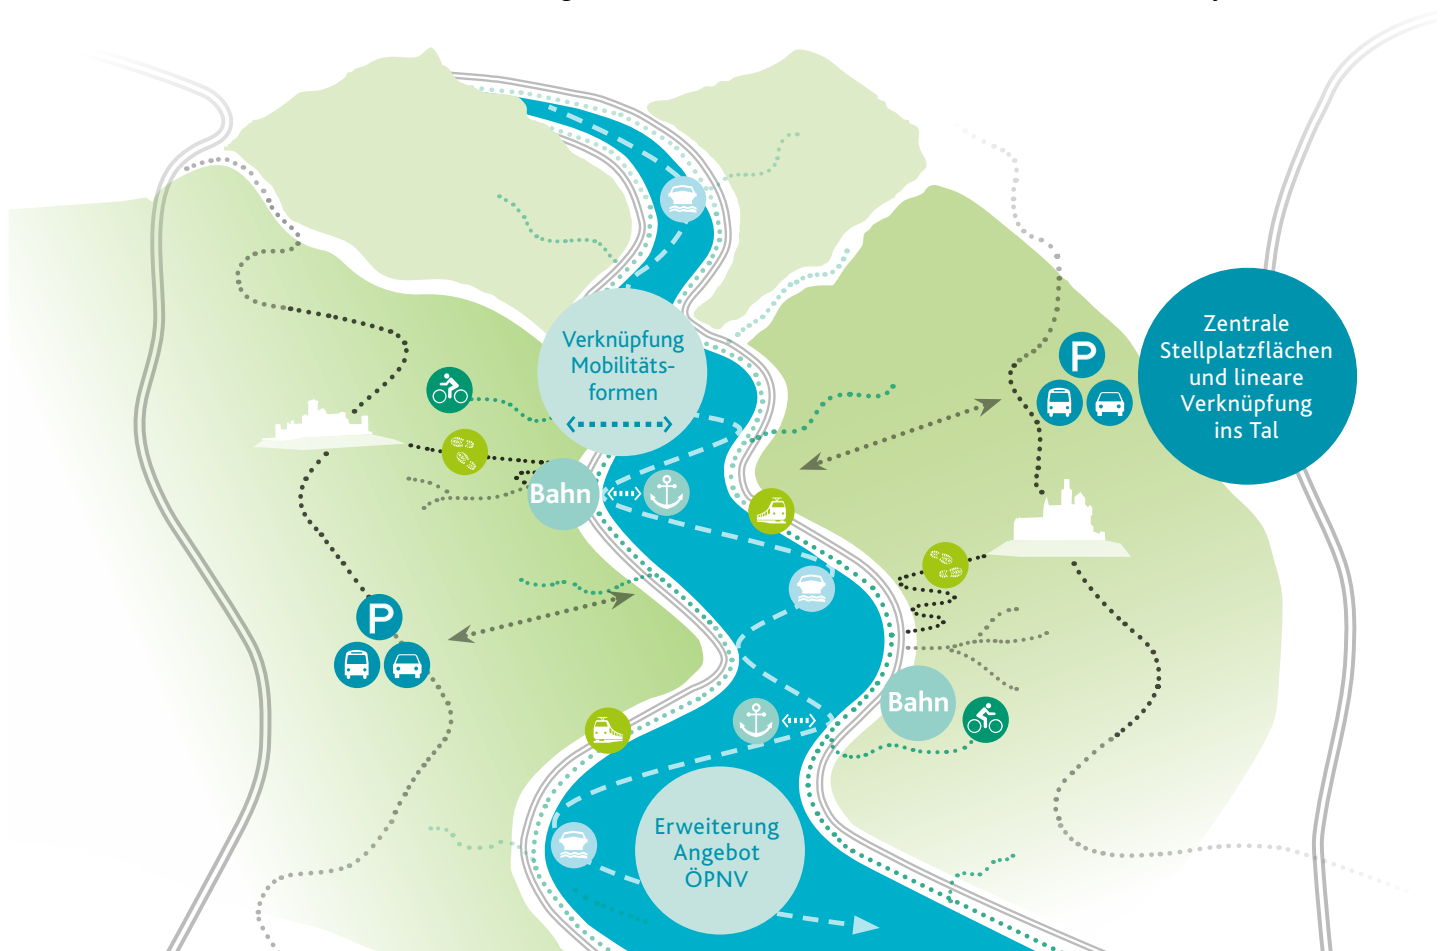 Verknüpfung
Mobilitäts-
formen
Zentrale
Stellplatzflächen
und lineare
Verknüpfung
ins Tal
P
Bahn
P
Bahn
Erweiterung
Angebot
ÖPNV